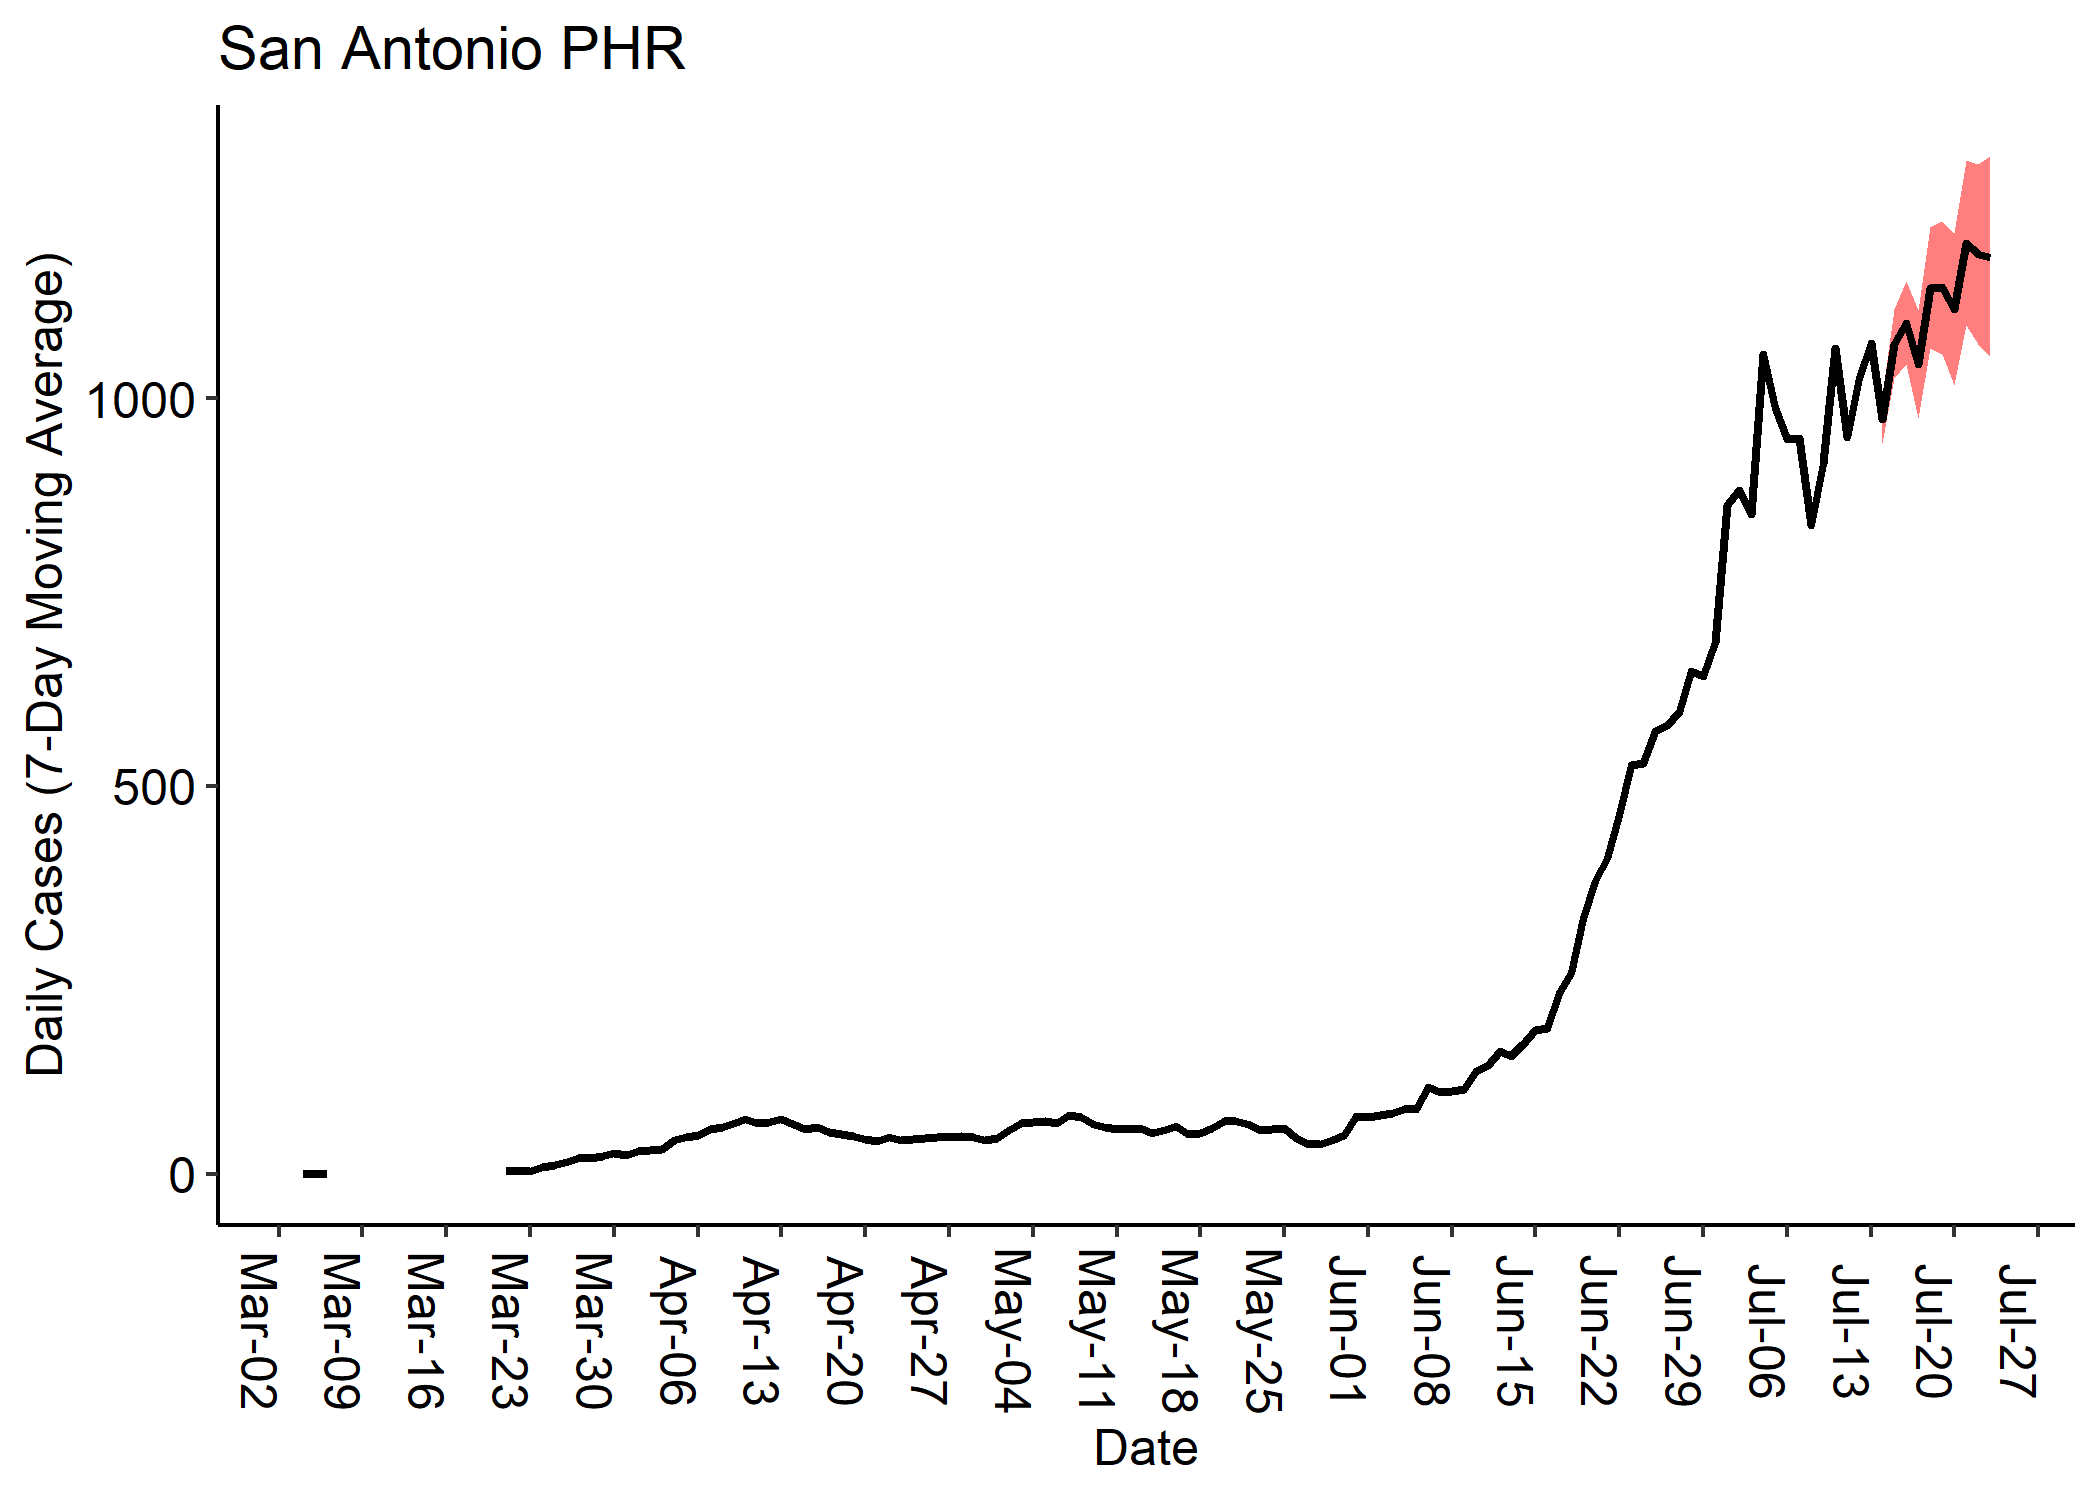 San Antonio PHR
Daily Cases (7-Day Moving Average)
1000
500
0
Mar-02
Mar-09
Mar-16
Mar-23
Mar-30
Apr-06
Apr-13
Apr-20
Apr-27
May-04
May-11
May-18
May-25
Jun-01
Jun-08
Jun-15
Jun-22
Jun-29
Jul-06
Jul-13
Jul-20
Jul-27
Date